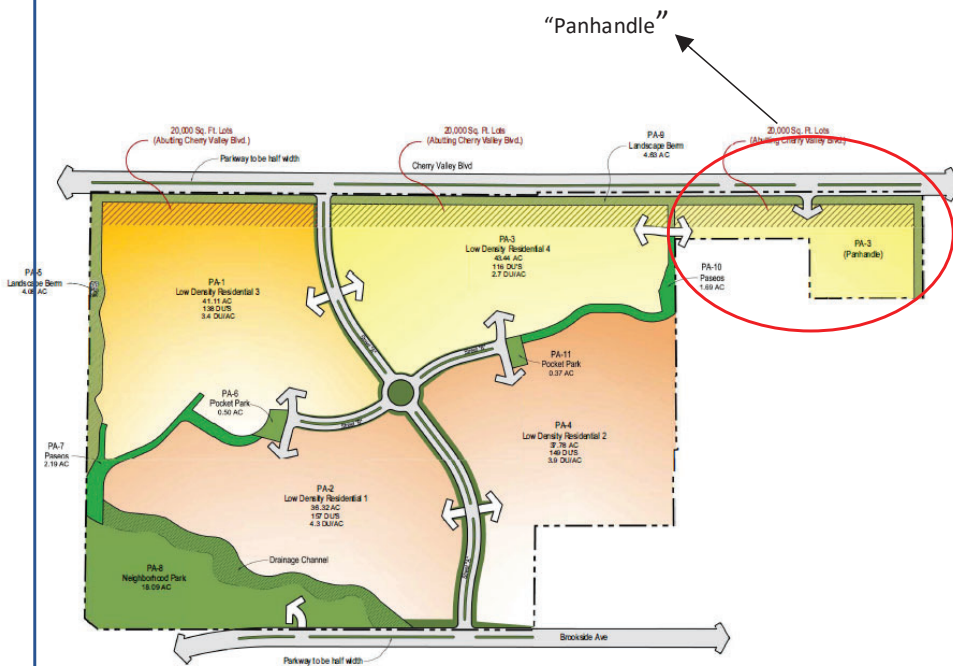 “Panhandle”
20,000 Sq. Ft. Lots
(Abutting Cherry Valley Blvd.)
20,000 Sq. Ft. Lots
(Abutting Cherry Valley Blvd.)
20,000 Sq. Ft. Lots
(Abutting Cherry Valley Blvd.)
PA-9
Landscape Berm
4.63 AC
Parkway to be half width
Cherry Valley Blvd
PA-5
Landscape Berm
4.08 AC
PA-1
Low Density Residential 3
41.11 AC
138 DU'S
3.4 DU/AC
PA-3
Low Density Residential 4
43.44 AC
116 DU'S
2.7 DU/AC
PA-3
(Panhandle)
PA-10
Paseos
1.69 AC
PA-11
Pocket Park
0.37 AC
PA-6
Pocket Park
0.50 AC
PA-7
Paseos
2.19 AC
PA-4
Low Density Residential 2
37.78 AC
149 DU'S
3.9 DU/AC
PA-2
Low Density Residential 1
36.32 AC
157 DU'S
4.3 DU/AC
Drainage Channel
PA-8
Neighborhood Park
18.09 AC
Brookside Ave
Parkway to be half width